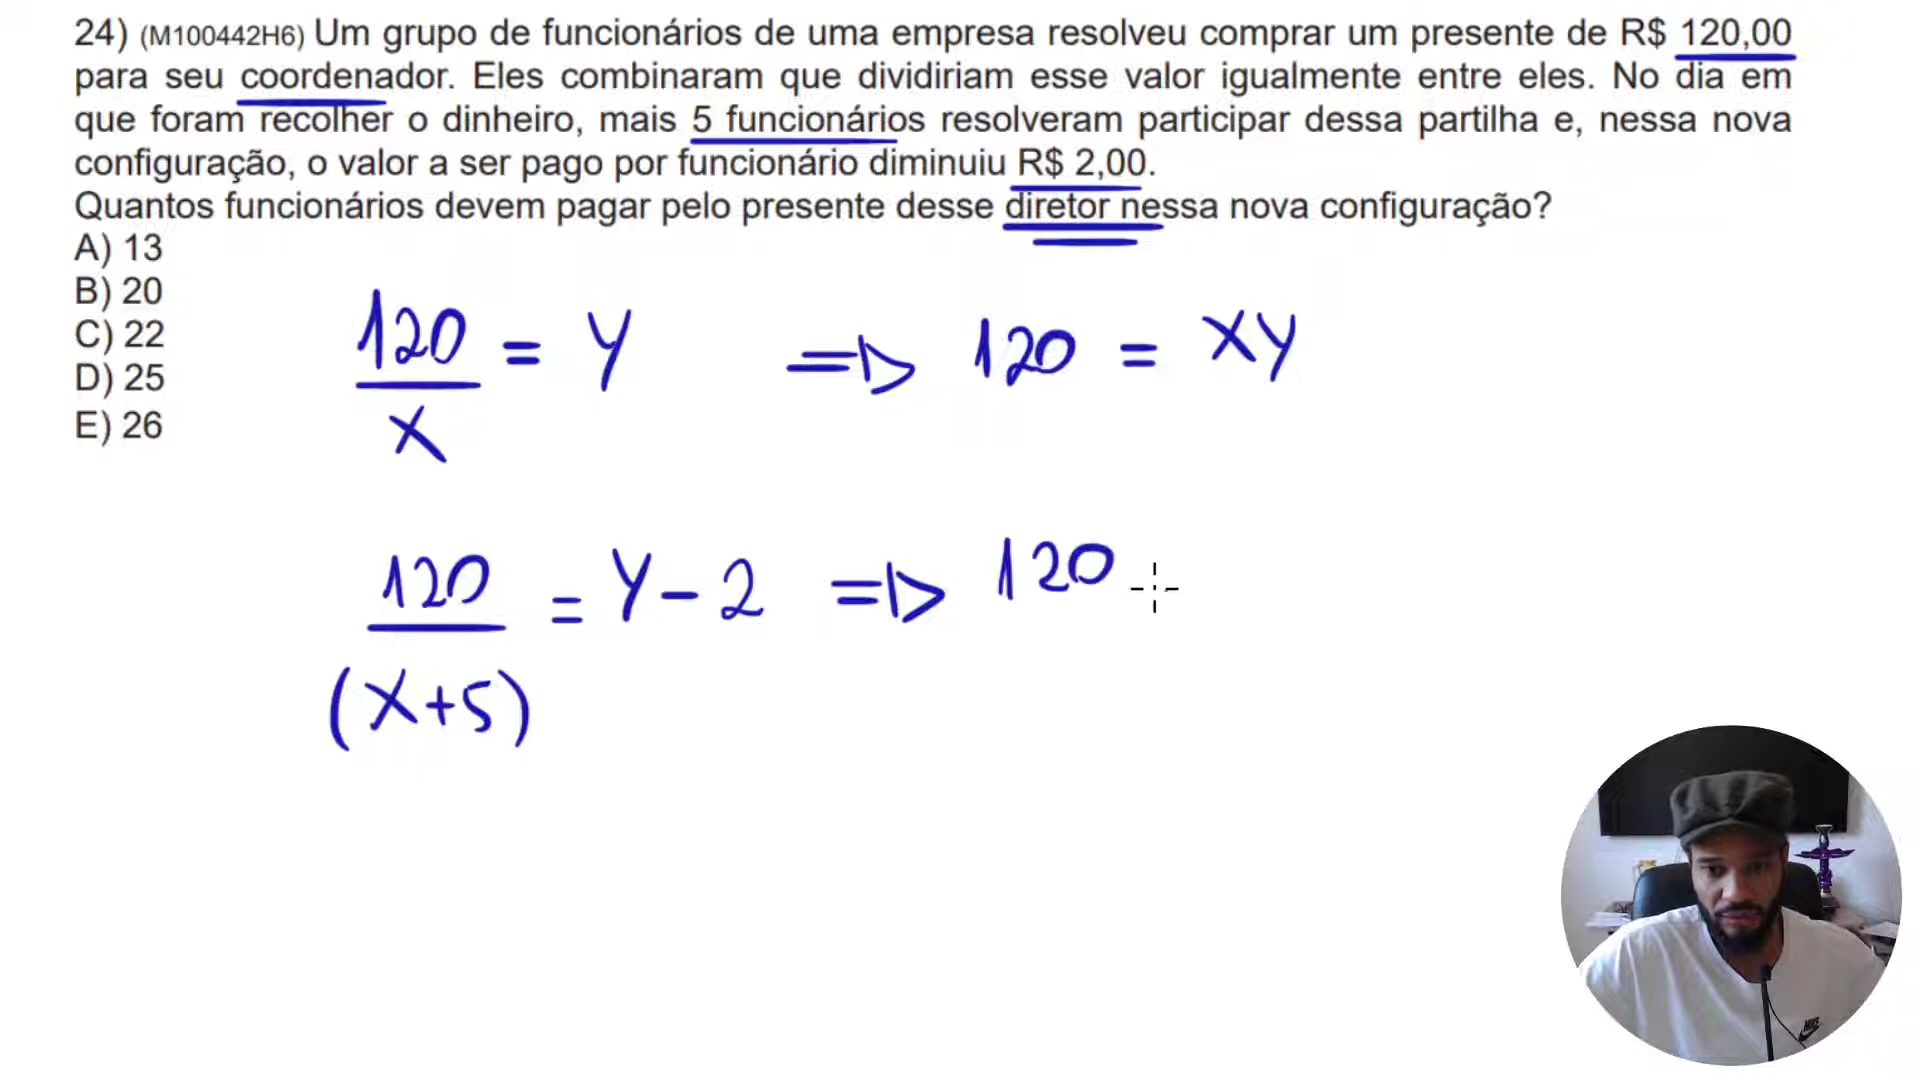 24) (M100442H6) Um grupo de funcionários de uma empresa resolveu comprar um presente de R$ 120,00
para seu coordenador. Eles combinaram que dividiriam esse valor igualmente entre eles. No dia em
que foram recolher o dinheiro, mais 5 funcionários resolveram participar dessa partilha e, nessa nova
configuração, o valor a ser pago por funcionário diminuiu R$ 2,00.
Quantos funcionários devem pagar pelo presente desse diretor nessa nova configuração?
A) 13
B) 20
C) 22
D) 25
E) 26
120 = Y => 120 = XY
X
120 = Y - 2 => 120
(X+5)
NIKE